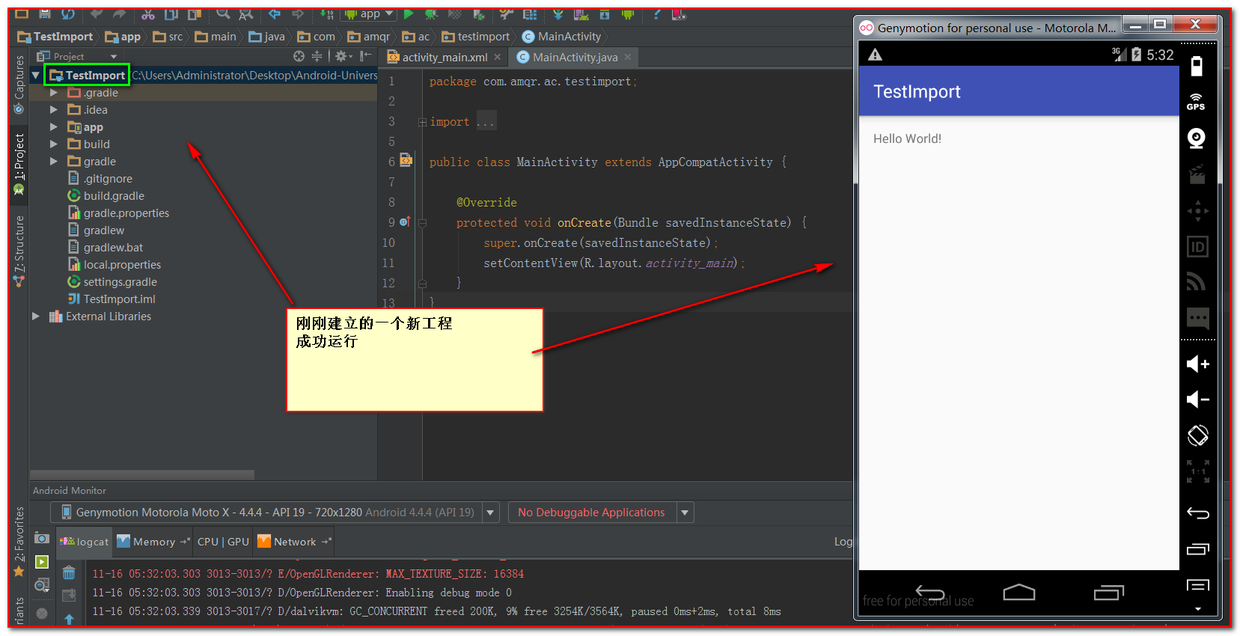 app
TestImport app src main java com amqr ac testimport MainActivity
Project
activity_main.xml
MainActivity.java
Captures
1: Project
7: Structure
2: Favorites
TestImport C:\Users\Administrator\Desktop\Android-Univers
.gradle
.idea
app
build
gradle
.gitignore
build.gradle
gradle.properties
gradlew
gradlew.bat
local.properties
settings.gradle
TestImport.iml
External Libraries
1 package com.amqr.ac.testimport;
2
3 import ...
5
6 public class MainActivity extends AppCompatActivity {
7
8 @Override
9 protected void onCreate(Bundle savedInstanceState) {
10 super.onCreate(savedInstanceState);
11 setContentView(R.layout.activity_main);
12 }
13 }
刚刚建立的一个新工程
成功运行
Genymotion for personal use - Motorola M...
3G 5:32
TestImport
Hello World!
free for personal use
GPS
ID
1:1
Android Monitor
Genymotion Motorola Moto X - 4.4.4 - API 19 - 720x1280 Android 4.4.4 (API 19)
No Debuggable Applications
logcat Memory CPU | GPU Network Log
11-16 05:32:03.303 3013-3013/? E/OpenGLRenderer: MAX_TEXTURE_SIZE: 16384
11-16 05:32:03.303 3013-3013/? D/OpenGLRenderer: Enabling debug mode 0
11-16 05:32:03.339 3013-3017/? D/dalvikvm: GC_CONCURRENT freed 200K, 9% free 3254K/3564K, paused 0ms+2ms, total 8ms